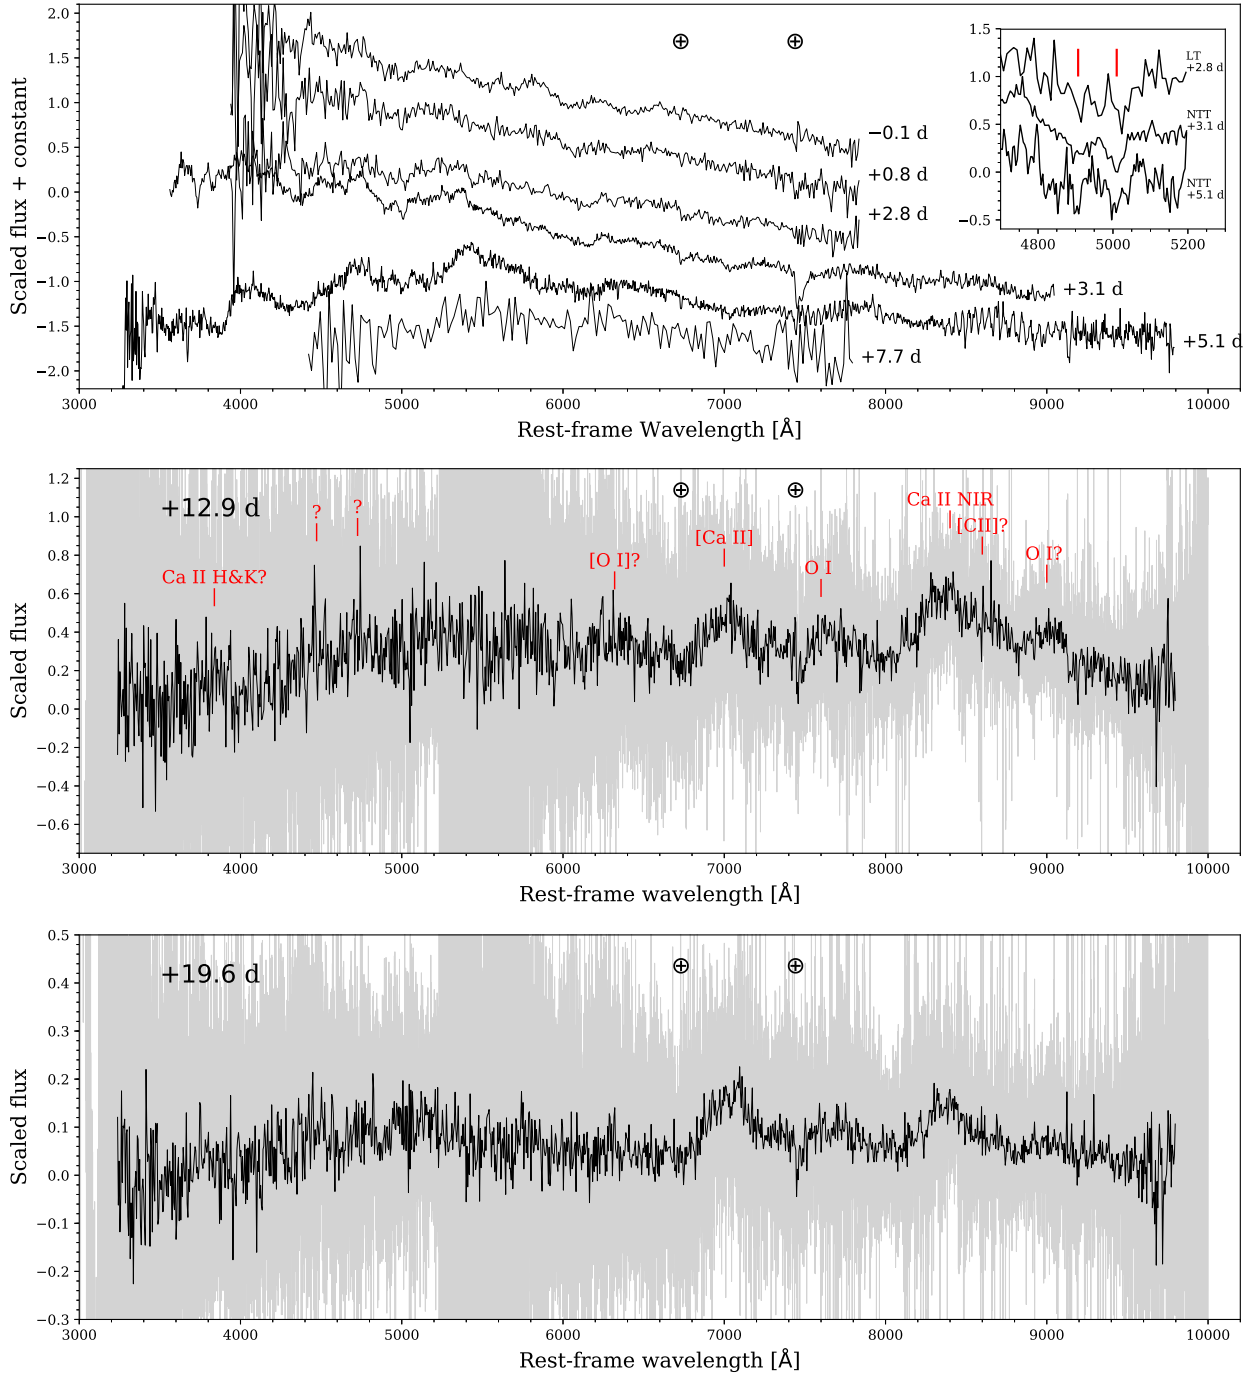 2.0
1.5
1.0
0.5
0.0
−0.5
−1.0
−1.5
−2.0
Scaled flux + constant
−0.1 d
+0.8 d
+2.8 d
+3.1 d
+5.1 d
+7.7 d
1.5
1.0
0.5
0.0
−0.5
LT
+2.8 d
NTT
+3.1 d
NTT
+5.1 d
4800 5000 5200
3000 4000 5000 6000 7000 8000 9000 10000
Rest-frame Wavelength [Å]
1.2
1.0
0.8
0.6
0.4
0.2
0.0
−0.2
−0.4
−0.6
Scaled flux
+12.9 d
Ca II H&K?
?
?
[O I]?
[Ca II]
O I
Ca II NIR
[CII]?
O I?
3000 4000 5000 6000 7000 8000 9000 10000
Rest-frame wavelength [Å]
0.5
0.4
0.3
0.2
0.1
0.0
−0.1
−0.2
−0.3
Scaled flux
+19.6 d
3000 4000 5000 6000 7000 8000 9000 10000
Rest-frame wavelength [Å]